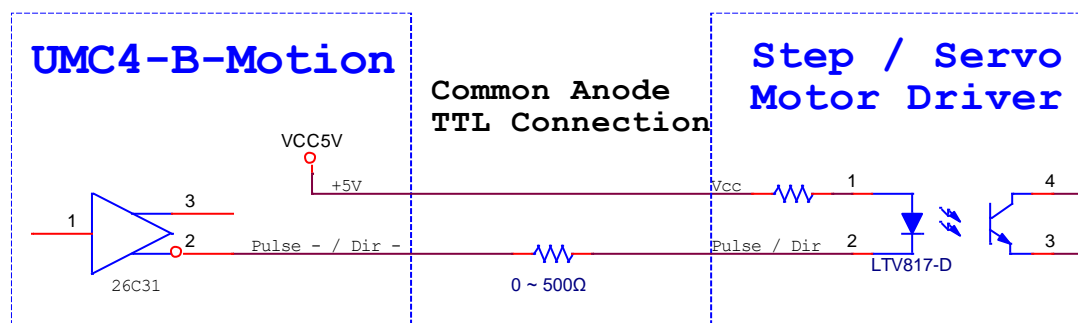 UMC4-B-Motion
Common Anode
TTL Connection
Step / Servo
Motor Driver
VCC5V
+5V
Vcc
1
4
3
1
2
Pulse - / Dir -
Pulse / Dir
2
3
26C31
0 ~ 500Ω
LTV817-D